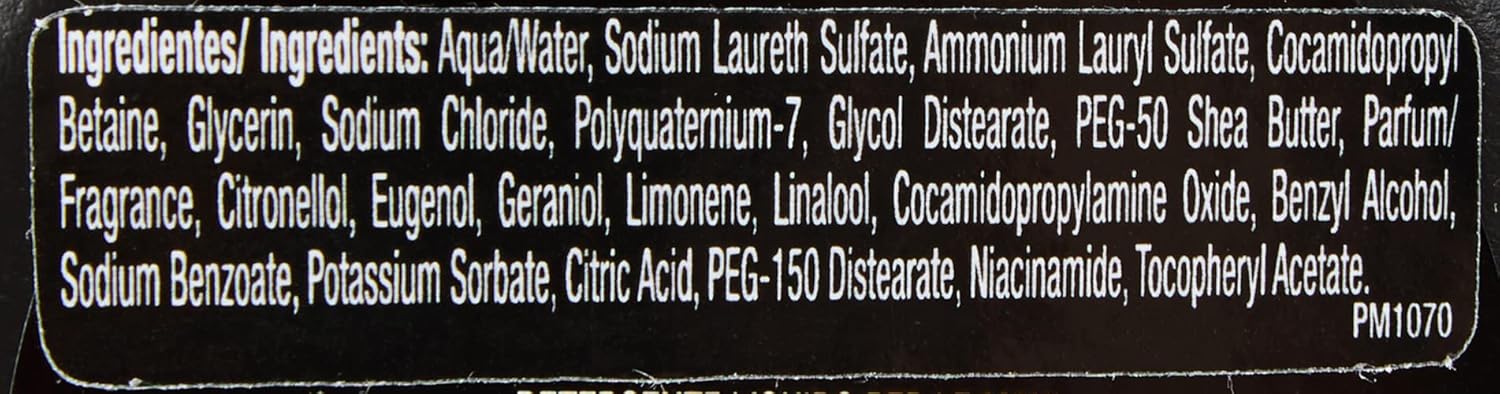 Ingredientes/ Ingredients: Aqua/Water, Sodium Laureth Sulfate, Ammonium Lauryl Sulfate, Cocamidopropyl
Betaine, Glycerin, Sodium Chloride, Polyquaternium-7, Glycol Distearate, PEG-50 Shea Butter, Parfum/
Fragrance, Citronellol, Eugenol, Geraniol, Limonene, Linalool, Cocamidopropylamine Oxide, Benzyl Alcohol,
Sodium Benzoate, Potassium Sorbate, Citric Acid, PEG-150 Distearate, Niacinamide, Tocopheryl Acetate.
PM1070